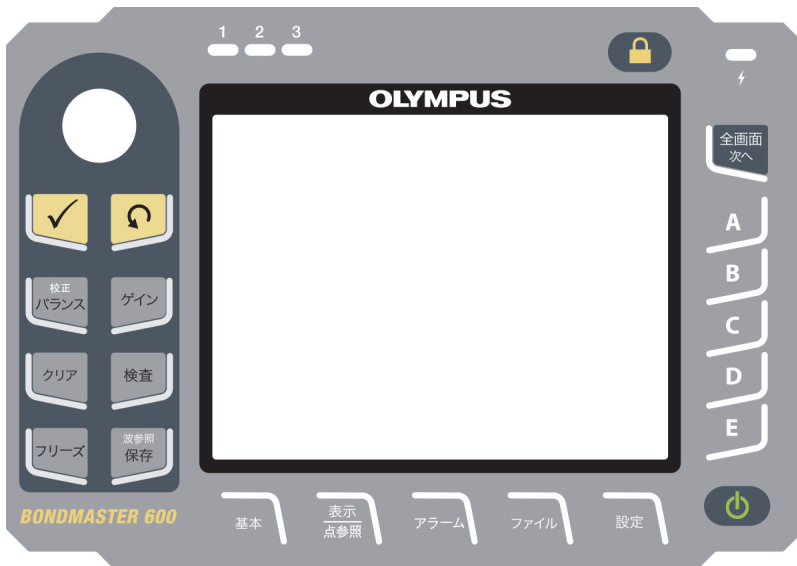 1 2 3
OLYMPUS
全画面
次へ
校正
バランス
ゲイン
クリア
検査
フリーズ
波参照
保存
A
B
C
D
E
BONDMASTER 600
基本
表示
点参照
アラーム
ファイル
設定